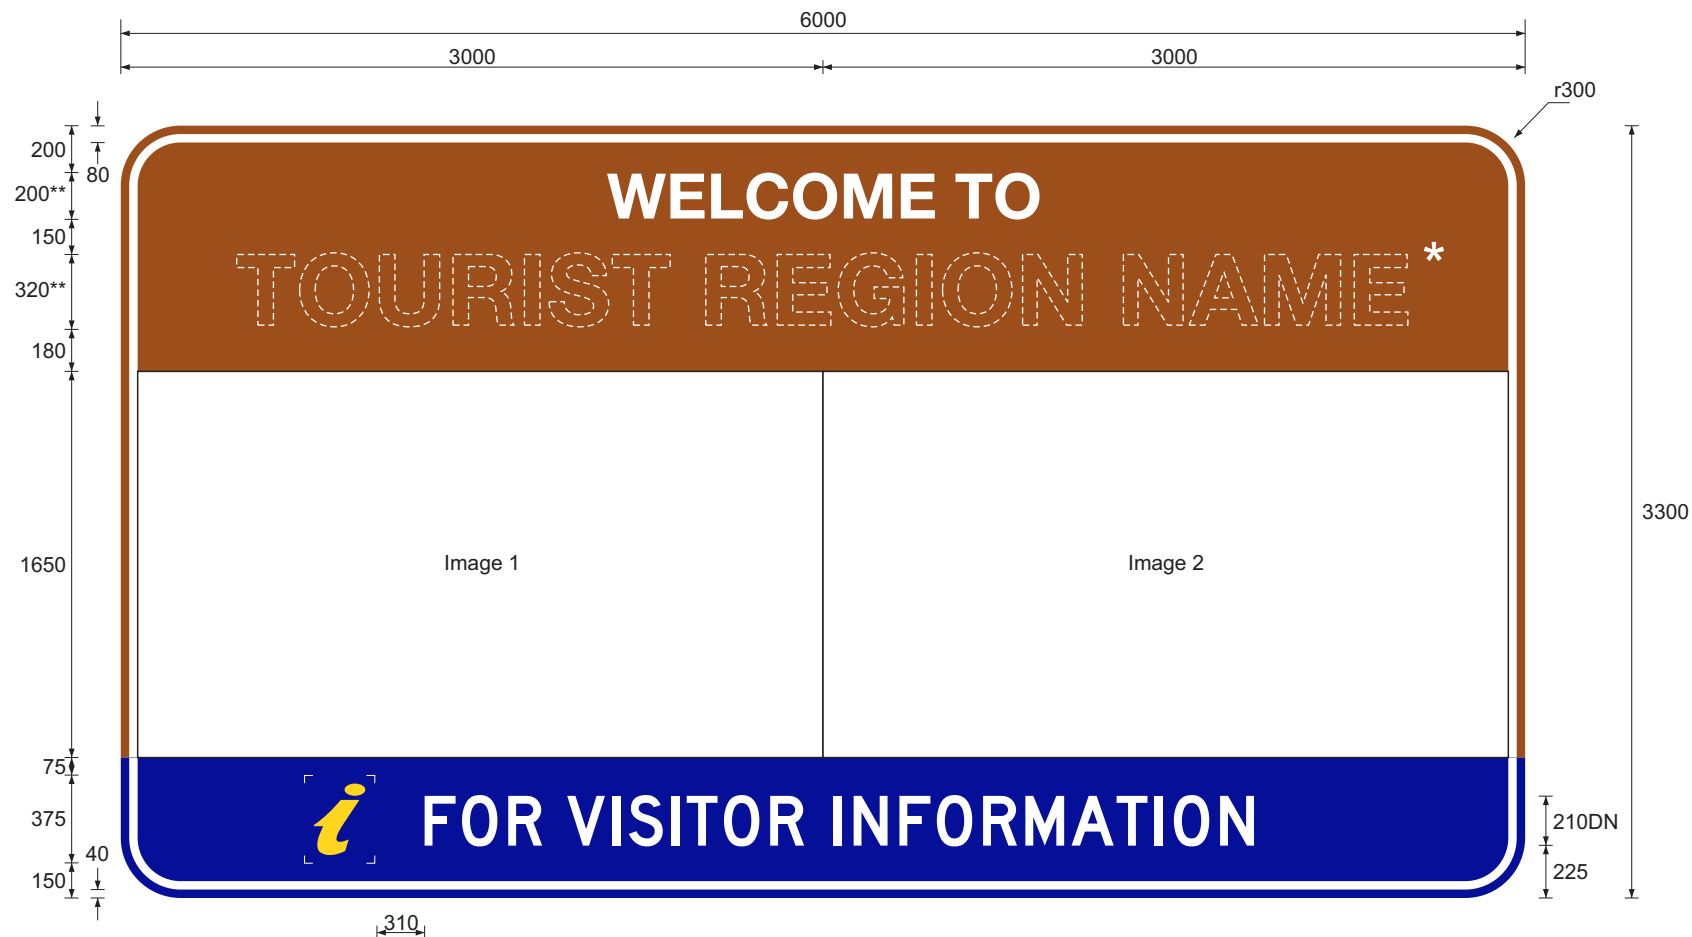 6000
3000 3000
r300
200
80
200**
WELCOME TO
150
TOURIST REGION NAME*
320**
180
3300
1650
Image 1 Image 2
75
375
i FOR VISITOR INFORMATION
210DN
40
150
225
310